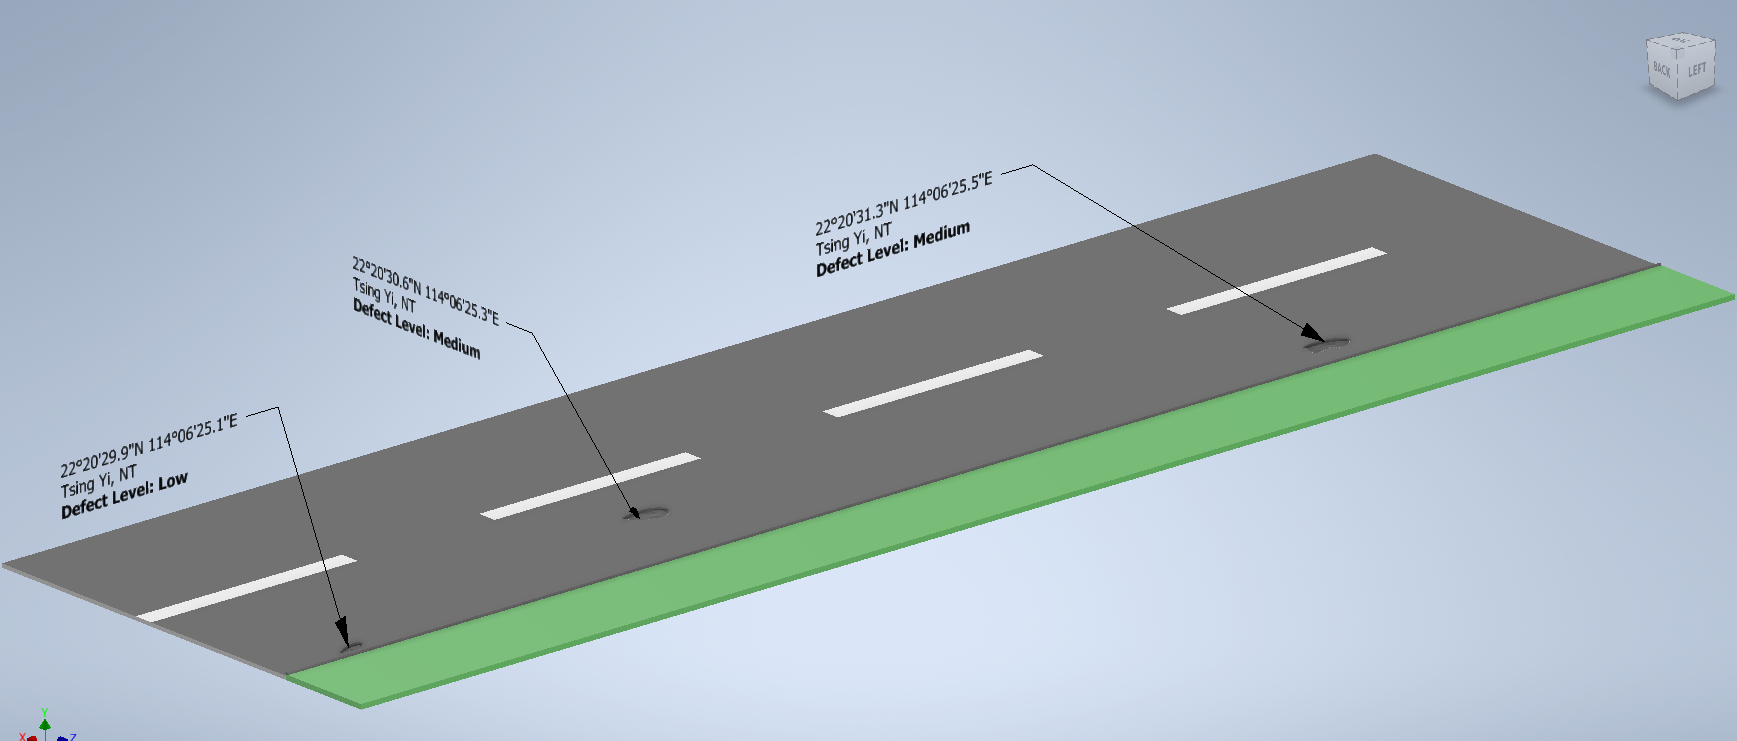 22°20'31.3"N 114°06'25.5"E
Tsing Yi, NT
Defect Level: Medium
22°20'30.6"N 114°06'25.3"E
Tsing Yi, NT
Defect Level: Medium
22°20'29.9"N 114°06'25.1"E
Tsing Yi, NT
Defect Level: Low
BACK
LEFT
Y
X
Z